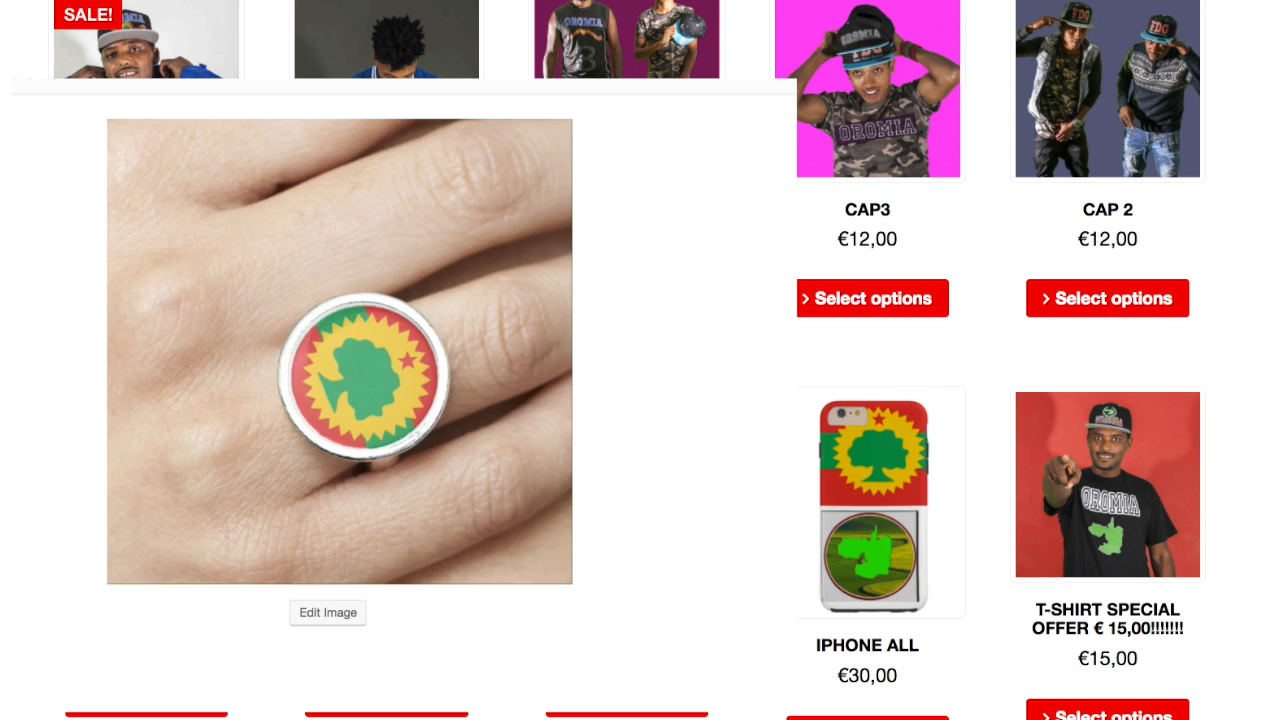 SALE!
OROMIA
OROMIA
FDG
OROMIA
FDG
FDG
CAP3
€12,00
› Select options
CAP 2
€12,00
› Select options
Edit Image
IPHONE ALL
€30,00
OROMIA
T-SHIRT SPECIAL
OFFER € 15,00!!!!!!!
€15,00
› Select options